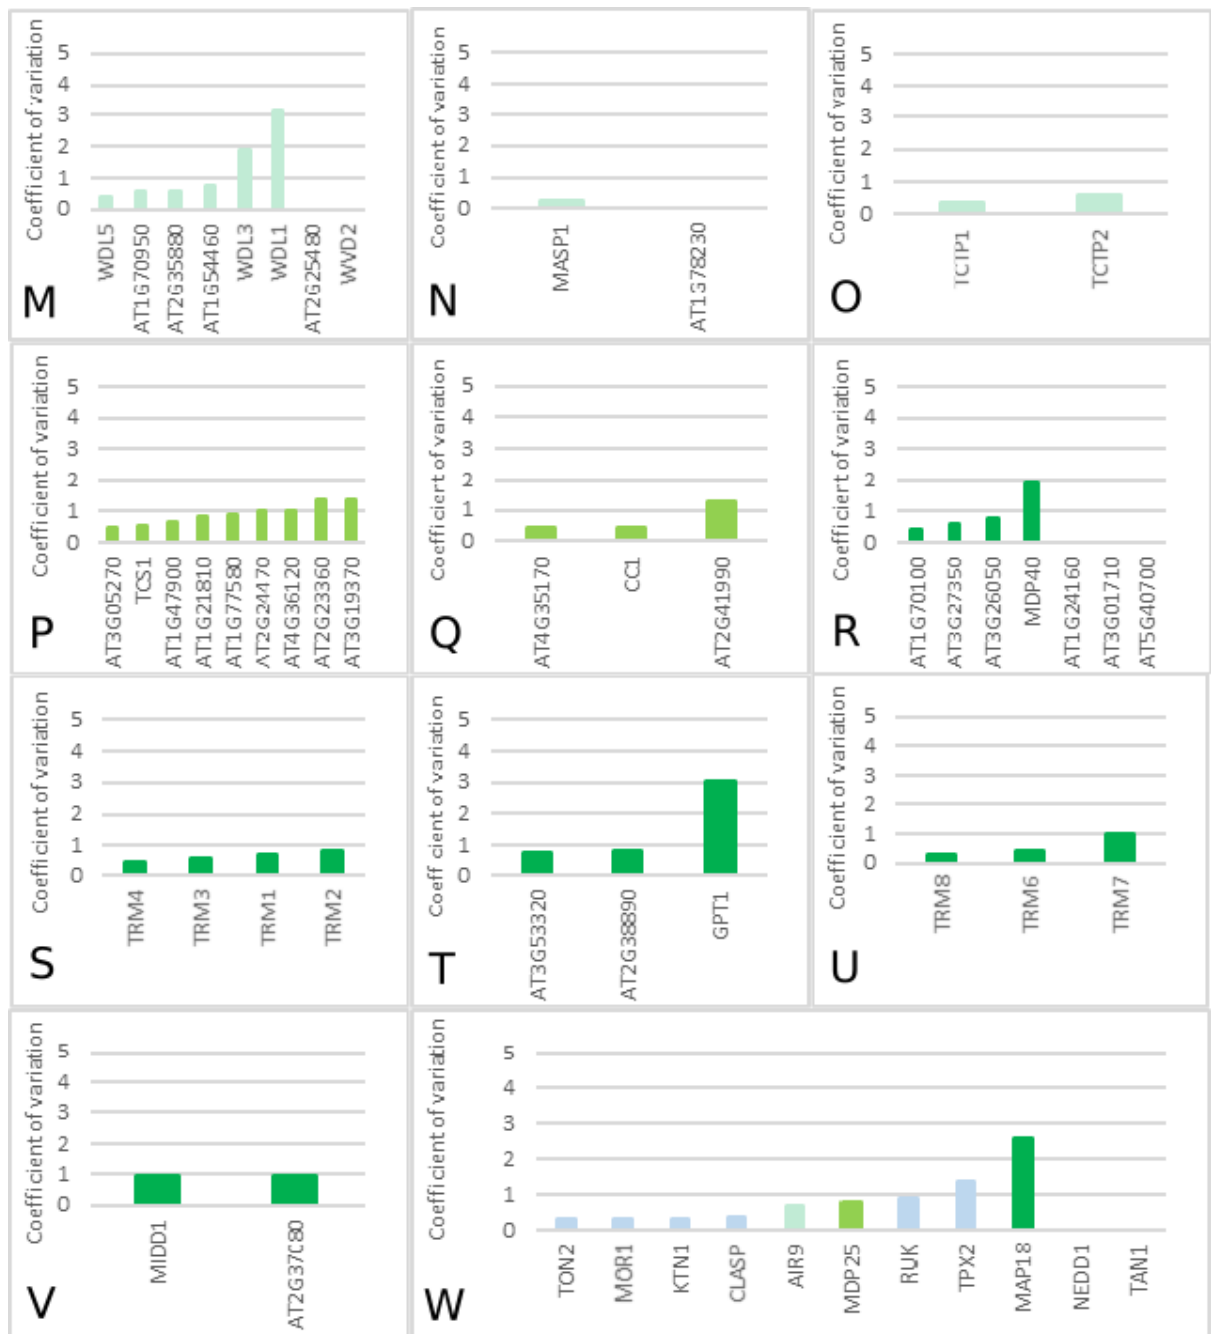 Coefficient of variation
5
4
3
2
1
0
WDL5
AT1G70950
AT2G35880
AT1G54460
WDL3
WDL1
AT2G25480
WVD2
M
Coefficient of variation
5
4
3
2
1
0
MASP1
AT1G78230
N
Coefficient of variation
5
4
3
2
1
0
TCTP1
TCTP2
O
Coefficient of variation
5
4
3
2
1
0
AT3G05270
TCS1
AT1G47900
AT1G21810
AT1G77580
AT2G24470
AT4G36120
AT2G23360
AT3G19370
P
Coefficient of variation
5
4
3
2
1
0
AT4G35170
CC1
AT2G41990
Q
Coefficient of variation
5
4
3
2
1
0
AT1G70100
AT3G27350
AT3G26050
MDP40
AT1G24160
AT3G01710
AT5G40700
R
Coefficient of variation
5
4
3
2
1
0
TRM4
TRM3
TRM1
TRM2
S
Coefficient of variation
5
4
3
2
1
0
AT3G53320
AT2G38890
GPT1
T
Coefficient of variation
5
4
3
2
1
0
TRM8
TRM6
TRM7
U
Coefficient of variation
5
4
3
2
1
0
MIDD1
AT2G37080
V
Coefficient of variation
5
4
3
2
1
0
TON2
MOR1
KTN1
CLASP
AIR9
MDP25
RUK
TPX2
MAP18
NEDD1
TAN1
W